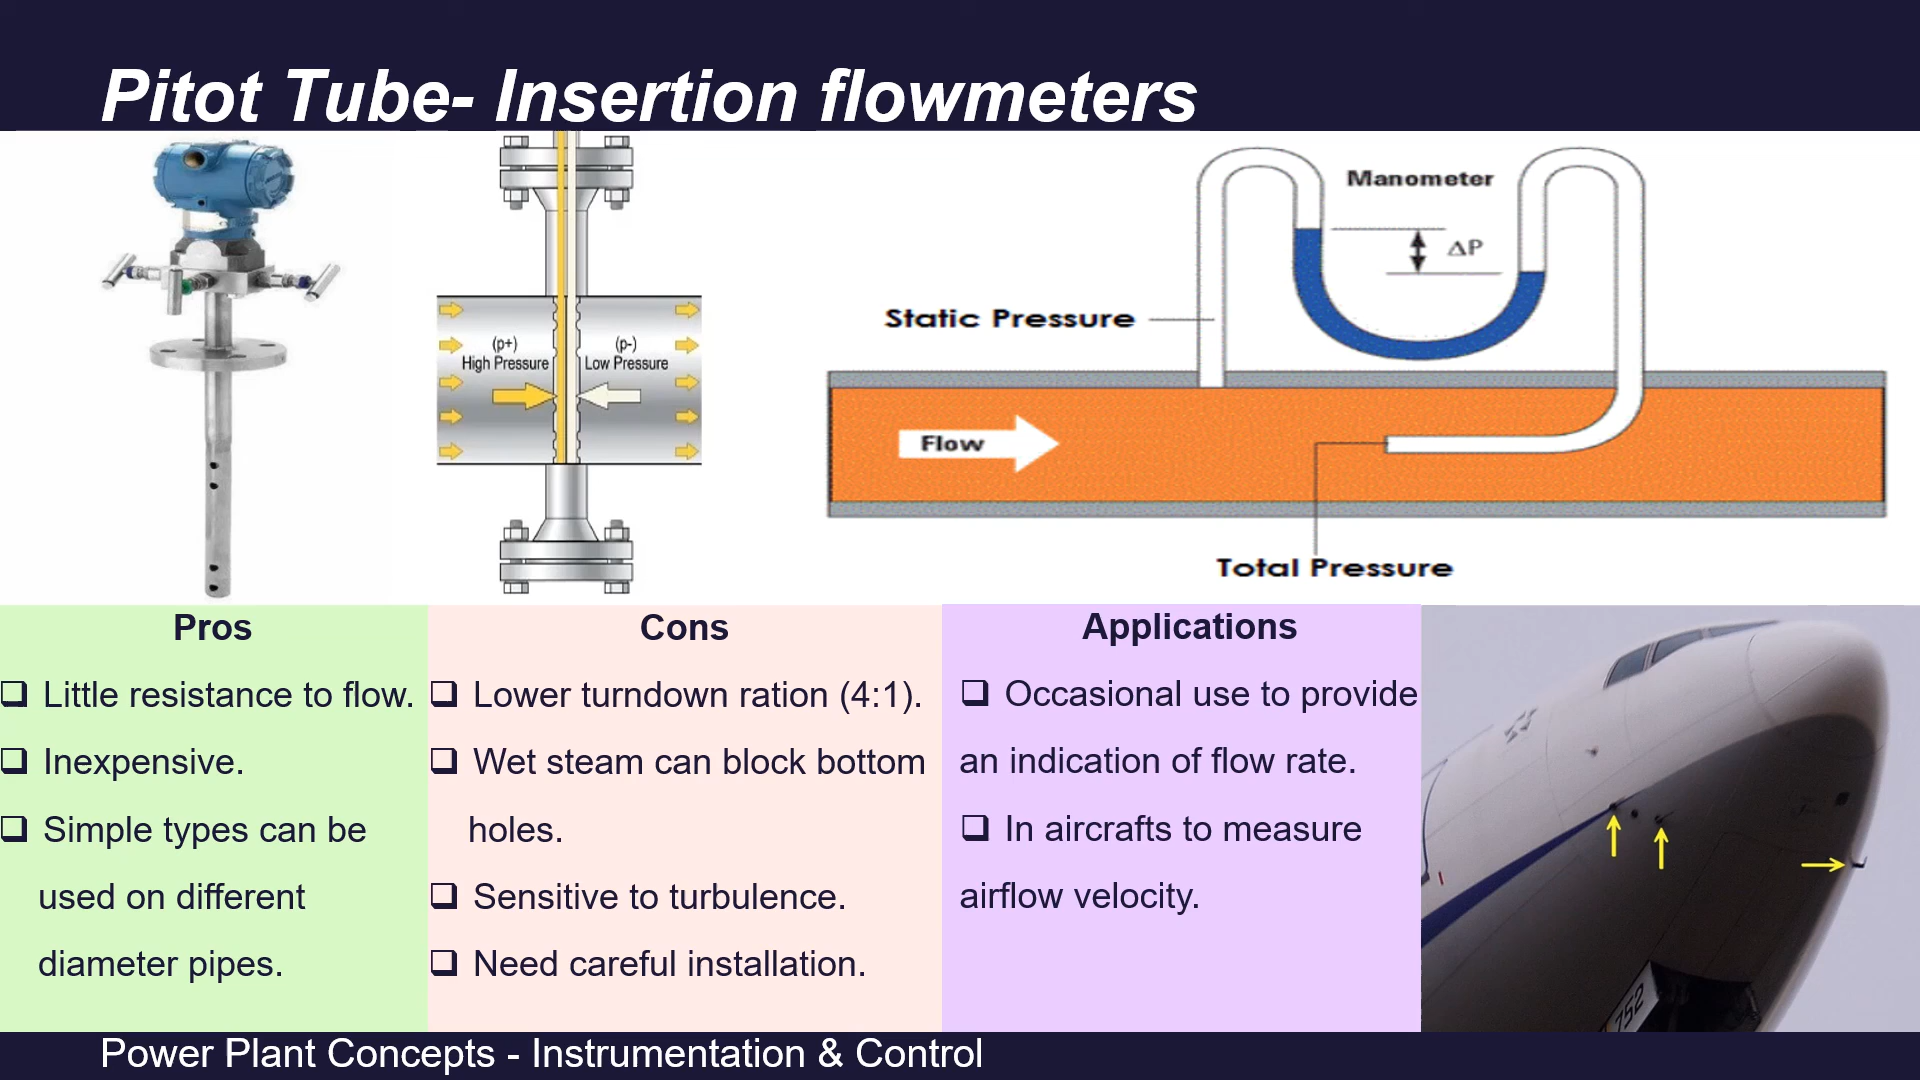 Pitot Tube- Insertion flowmeters
Manometer
ΔP
Static Pressure
(p+)
High Pressure
(p-)
Low Pressure
Flow
Total Pressure
Pros
❑ Little resistance to flow.
❑ Inexpensive.
❑ Simple types can be
used on different
diameter pipes.
Cons
❑ Lower turndown ration (4:1).
❑ Wet steam can block bottom
holes.
❑ Sensitive to turbulence.
❑ Need careful installation.
Applications
❑ Occasional use to provide
an indication of flow rate.
❑ In aircrafts to measure
airflow velocity.
752
Power Plant Concepts - Instrumentation & Control